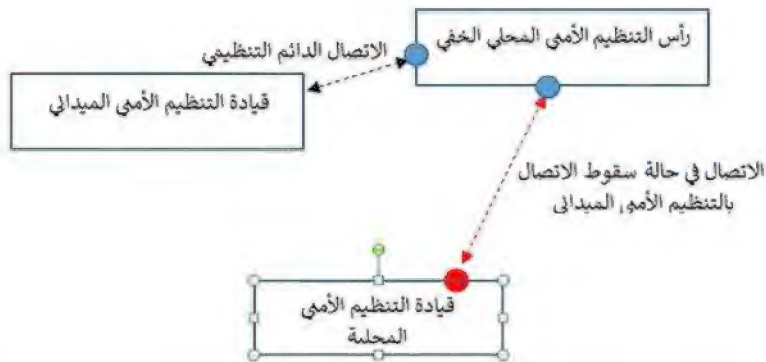 رأس التنظيم الأمني المحلي الخفي
الاتصال الدائم التنظيمي
قيادة التنظيم الأمني الميداني
الاتصال في حالة سقوط الاتصال
بالتنظيم الأمني الميداني
قيادة التنظيم الأمني
المحلية